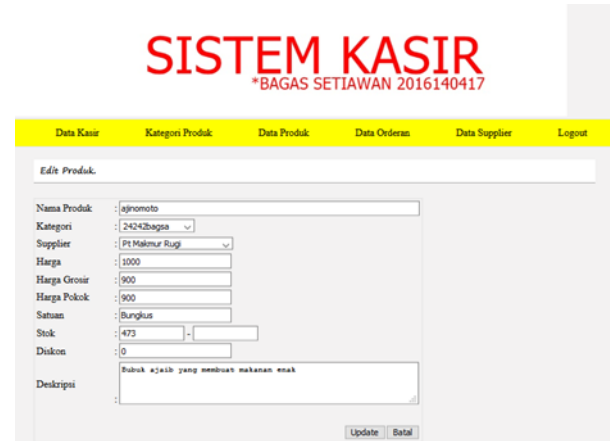 SISTEM KASIR
*BAGAS SETIAWAN 2016140417
Data Kasir Kategori Produk Data Produk Data Orderan Data Supplier Logout
Edit Produk.
Nama Produk : ajinomoto
Kategori : 24242bagsa
Supplier : Pt Makmur Rugi
Harga : 1000
Harga Grosir : 900
Harga Pokok : 900
Satuan : Bungkus
Stok : 473 -
Diskon : 0
Bubuk ajaib yang membuat makanan enak
Deskripsi :
Update Batal